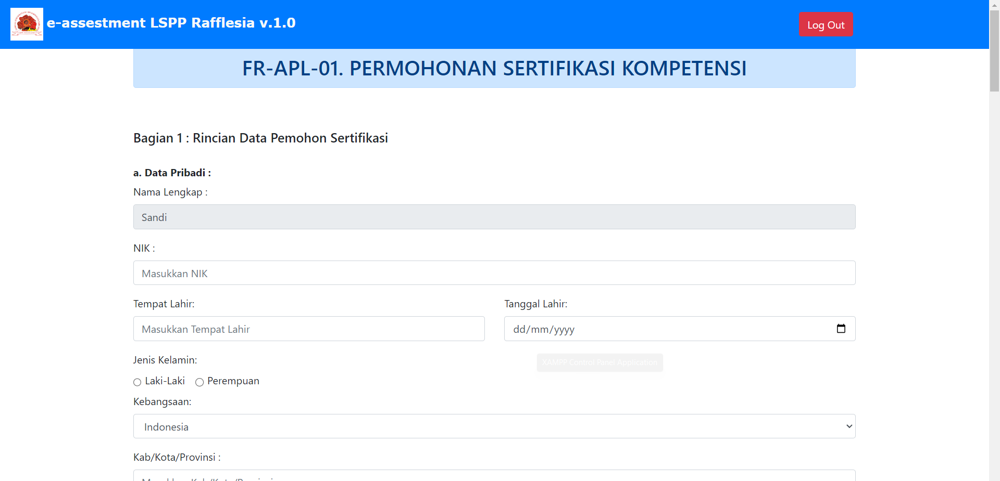 e-assestment LSPP Rafflesia v.1.0
Log Out
FR-APL-01. PERMOHONAN SERTIFIKASI KOMPETENSI
Bagian 1 : Rincian Data Pemohon Sertifikasi
a. Data Pribadi :
Nama Lengkap :
Sandi
NIK :
Masukkan NIK
Tempat Lahir:
Tanggal Lahir:
Masukkan Tempat Lahir
dd/mm/yyyy
Jenis Kelamin:
XAMPP Control Panel Application
Laki-Laki
Perempuan
Kebangsaan:
Indonesia
Kab/Kota/Provinsi :